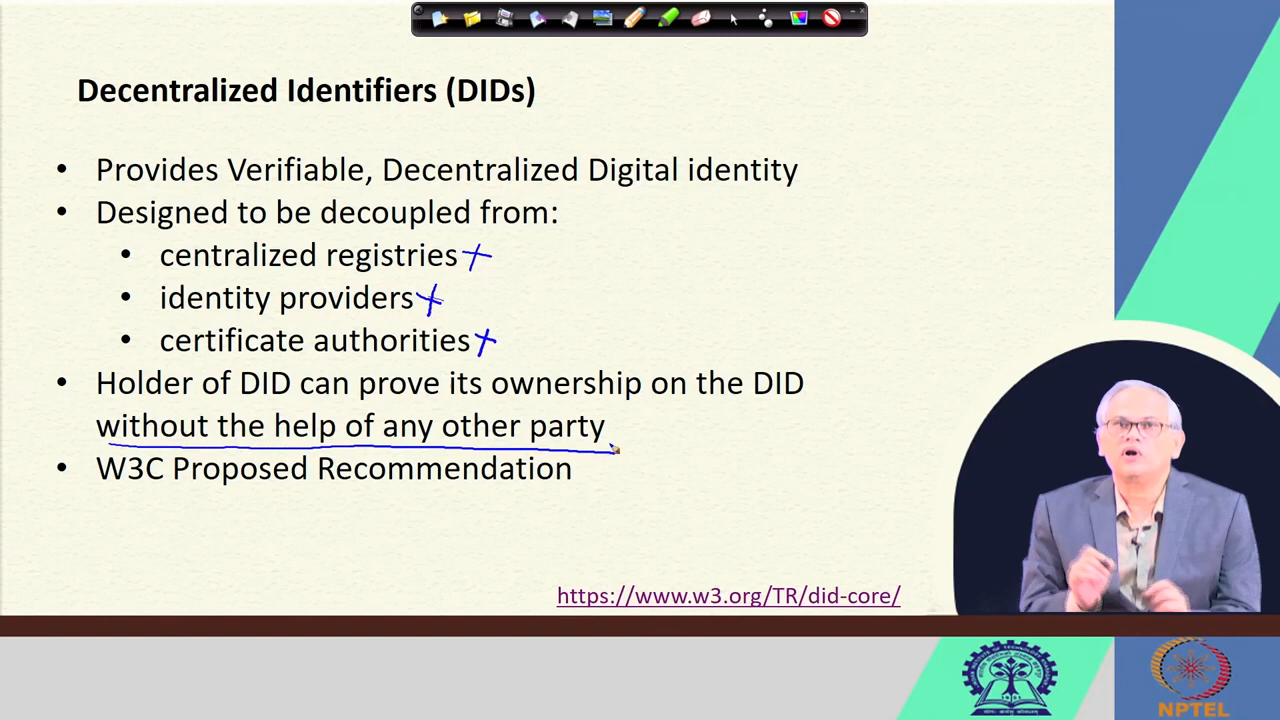 Decentralized Identifiers (DIDs)
• Provides Verifiable, Decentralized Digital identity
• Designed to be decoupled from:
• centralized registries
• identity providers
• certificate authorities
• Holder of DID can prove its ownership on the DID
without the help of any other party
• W3C Proposed Recommendation
https://www.w3.org/TR/did-core/
NPTEL